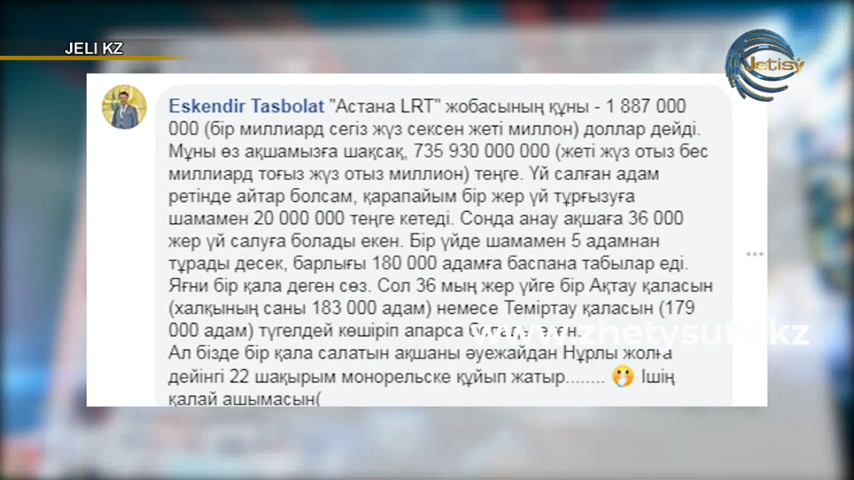 JELI KZ
Jetisý
Eskendir Tasbolat "Астана LRT" жобасының құны - 1 887 000
000 (бір миллиард сегіз жүз сексен жеті миллон) доллар дейді.
Мұны өз ақшамызға шақсақ, 735 930 000 000 (жеті жүз отыз бес
миллиард тоғыз жүз отыз миллион) теңге. Үй салған адам
ретінде айтар болсам, қарапайым бір жер үй тұрғызуға
шамамен 20 000 000 теңге кетеді. Сонда анау ақшаға 36 000
жер үй салуға болады екен. Бір үйде шамамен 5 адамнан
тұрады десек, барлығы 180 000 адамға баспана табылар еді.
Яғни бір қала деген сөз. Сол 36 мың жер үйге бір Ақтау қаласын
(халқының саны 183 000 адам) немесе Теміртау қаласын (179
000 адам) түгелдей көшіріп апарса болады екен.
www.zhetysutv.kz
Ал бізде бір қала салатын ақшаны әуежайдан Нұрлы жолға
дейінгі 22 шақырым монорельске құйып жатыр........ 🤭 Ішің
қалай ашымасын(